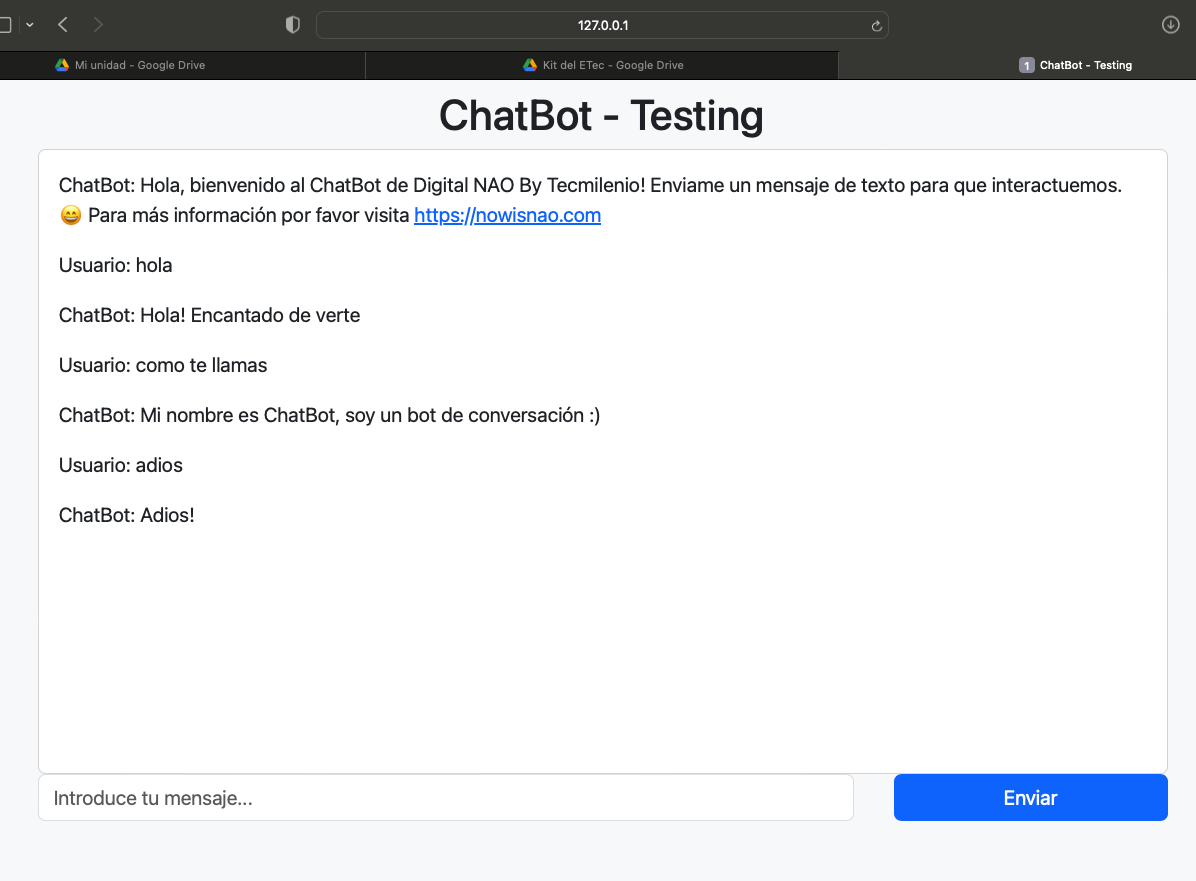 127.0.0.1
Mi unidad - Google Drive
Kit del ETec - Google Drive
1 ChatBot - Testing
ChatBot - Testing
ChatBot: Hola, bienvenido al ChatBot de Digital NAO By Tecmilenio! Enviame un mensaje de texto para que interactuemos.
😄 Para más información por favor visita https://nowisnao.com
Usuario: hola
ChatBot: Hola! Encantado de verte
Usuario: como te llamas
ChatBot: Mi nombre es ChatBot, soy un bot de conversación :)
Usuario: adios
ChatBot: Adios!
Introduce tu mensaje...
Enviar